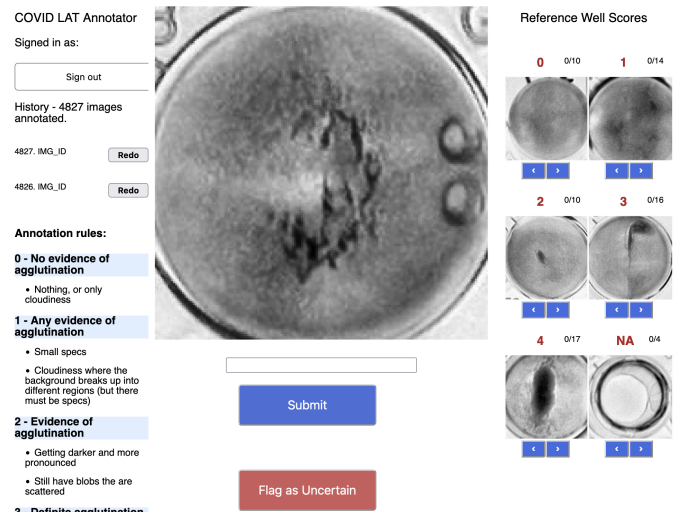 COVID LAT Annotator
Signed in as:
Sign out
History - 4827 images
annotated.
4827. IMG_ID
Redo
4826. IMG_ID
Redo
Annotation rules:
0 - No evidence of
agglutination
• Nothing, or only
cloudiness
1 - Any evidence of
agglutination
• Small specs
• Cloudiness where the
background breaks up into
different regions (but there
must be specs)
2 - Evidence of
agglutination
• Getting darker and more
pronounced
• Still have blobs the are
scattered
3 - Definite agglutination
Submit
Flag as Uncertain
Reference Well Scores
0 0/10
1 0/14
2 0/10
3 0/16
4 0/17
NA 0/4